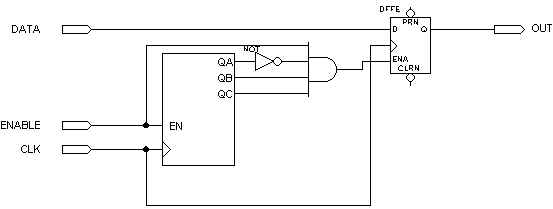 DFFE
DATA
PRN
D Q
OUT
NOT
QA
ENA
QB
CLRN
QC
ENABLE
EN
CLK